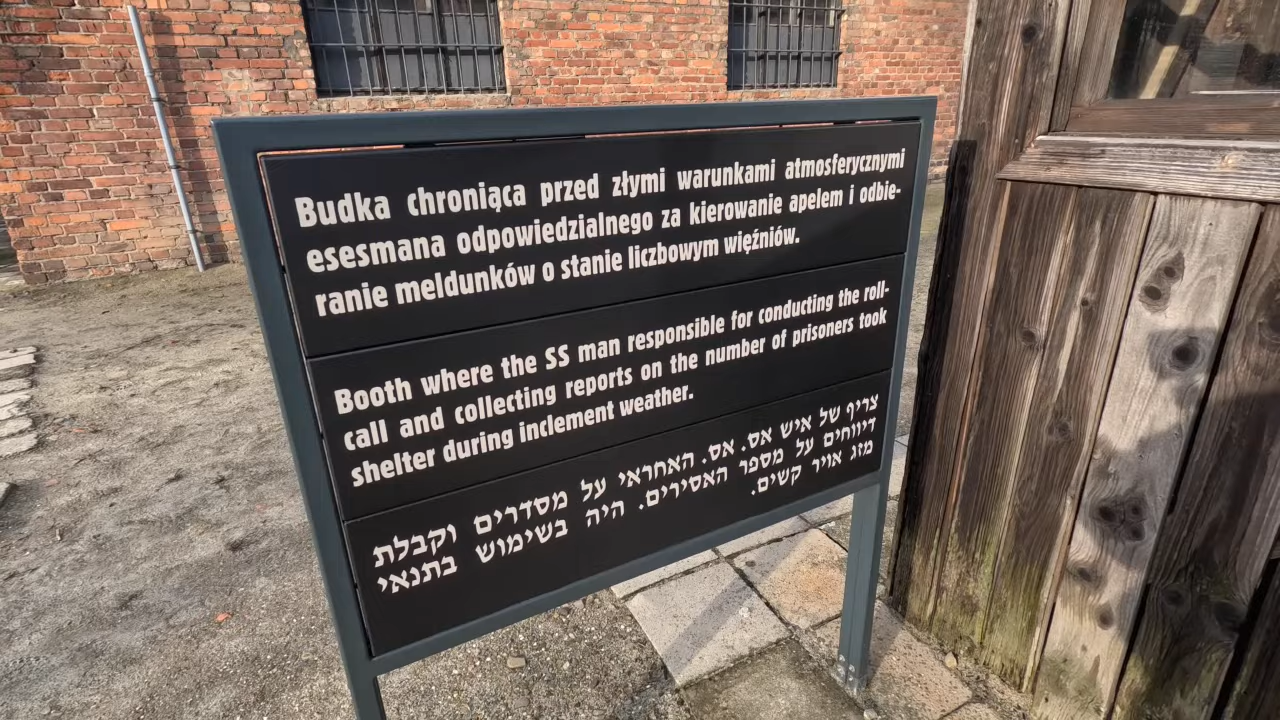 Budka chroniąca przed złymi warunkami atmosferycznymi
esesmana odpowiedzialnego za kierowanie apelem i odbie-
ranie meldunków o stanie liczbowym więźniów.
Booth where the SS man responsible for conducting the roll-
call and collecting reports on the number of prisoners took
shelter during inclement weather.
צריף של איש אס. אס. האחראי על מסדרים וקבלת
דיווחים על מספר האסירים. היה בשימוש בתנאי
מזג אויר קשים.